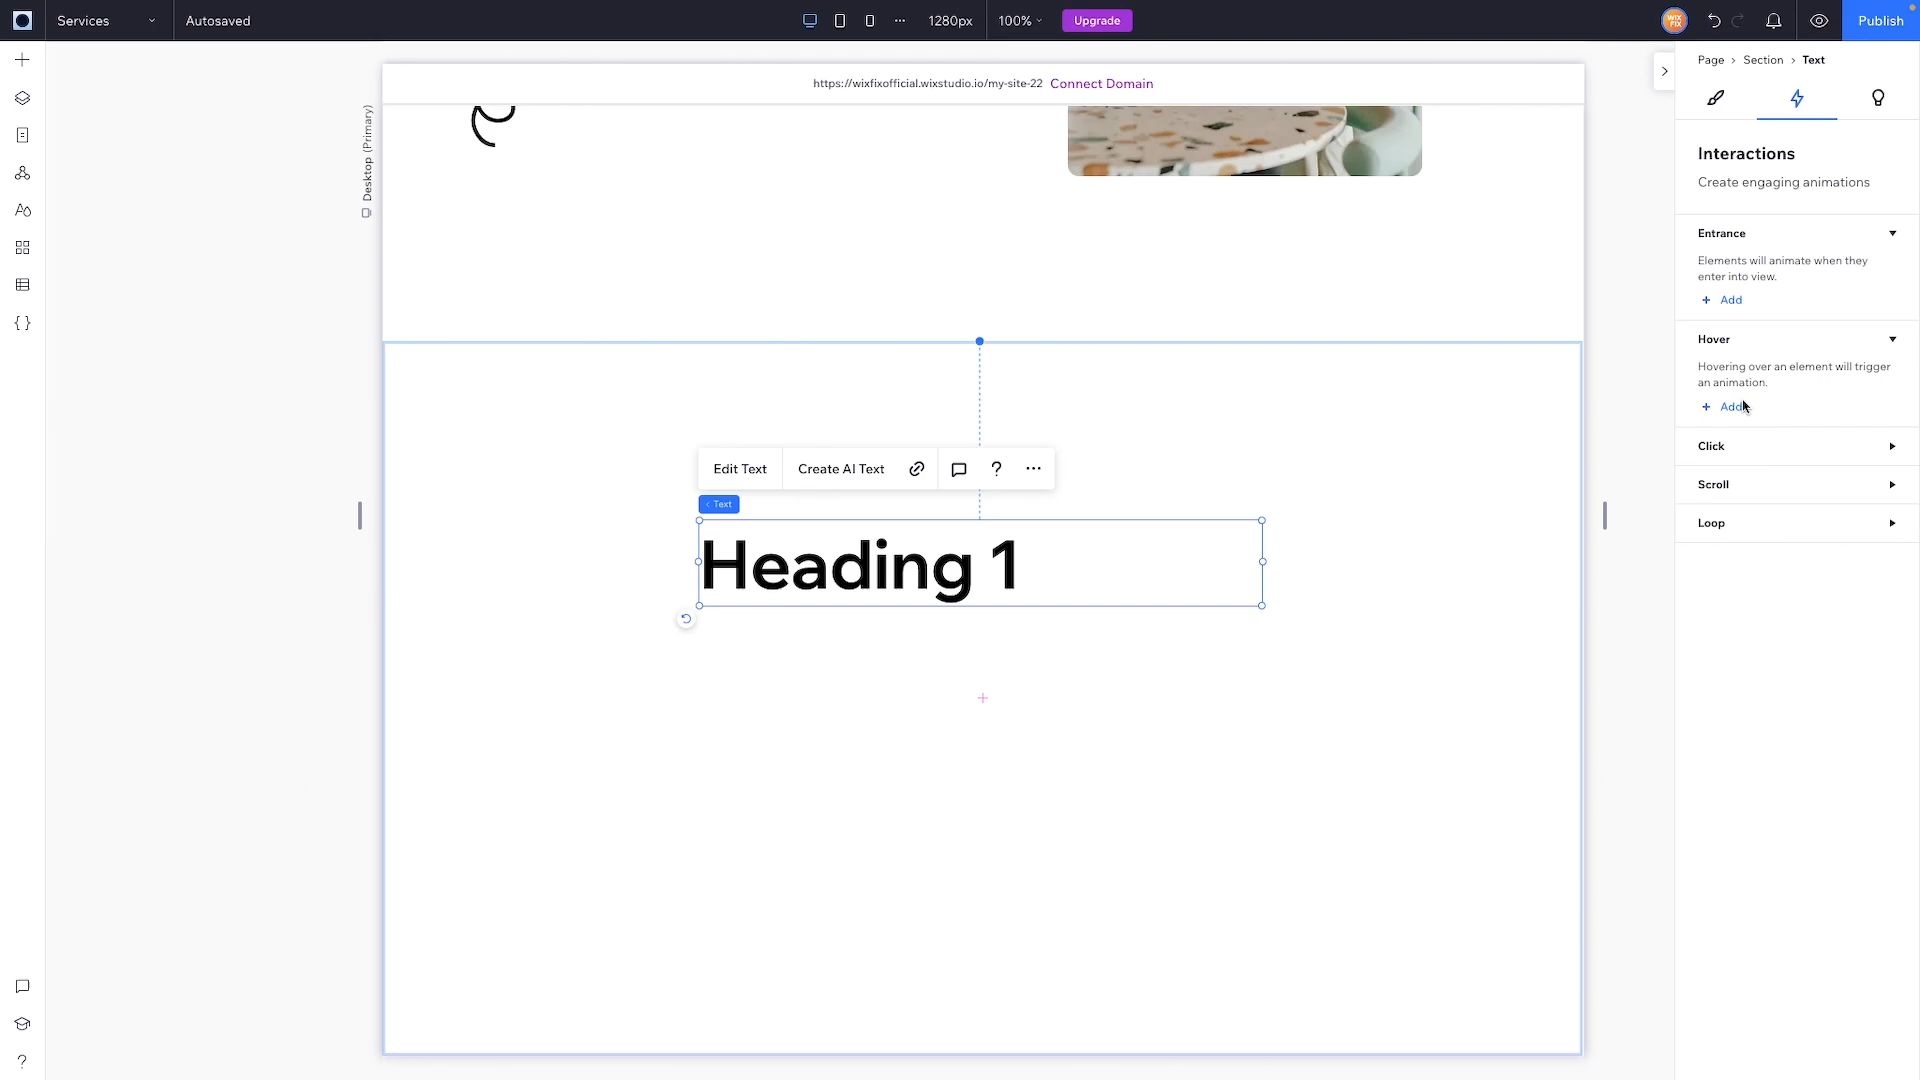 Services
Autosaved
1280px
100%
Upgrade
WIX
FIX
Publish
https://wixfixofficial.wixstudio.io/my-site-22 Connect Domain
Desktop (Primary)
Page > Section > Text
Interactions
Create engaging animations
Entrance
Elements will animate when they
enter into view.
+ Add
Hover
Hovering over an element will trigger
an animation.
+ Add
Click
Scroll
Loop
Edit Text
Create AI Text
?
< Text
Heading 1
?